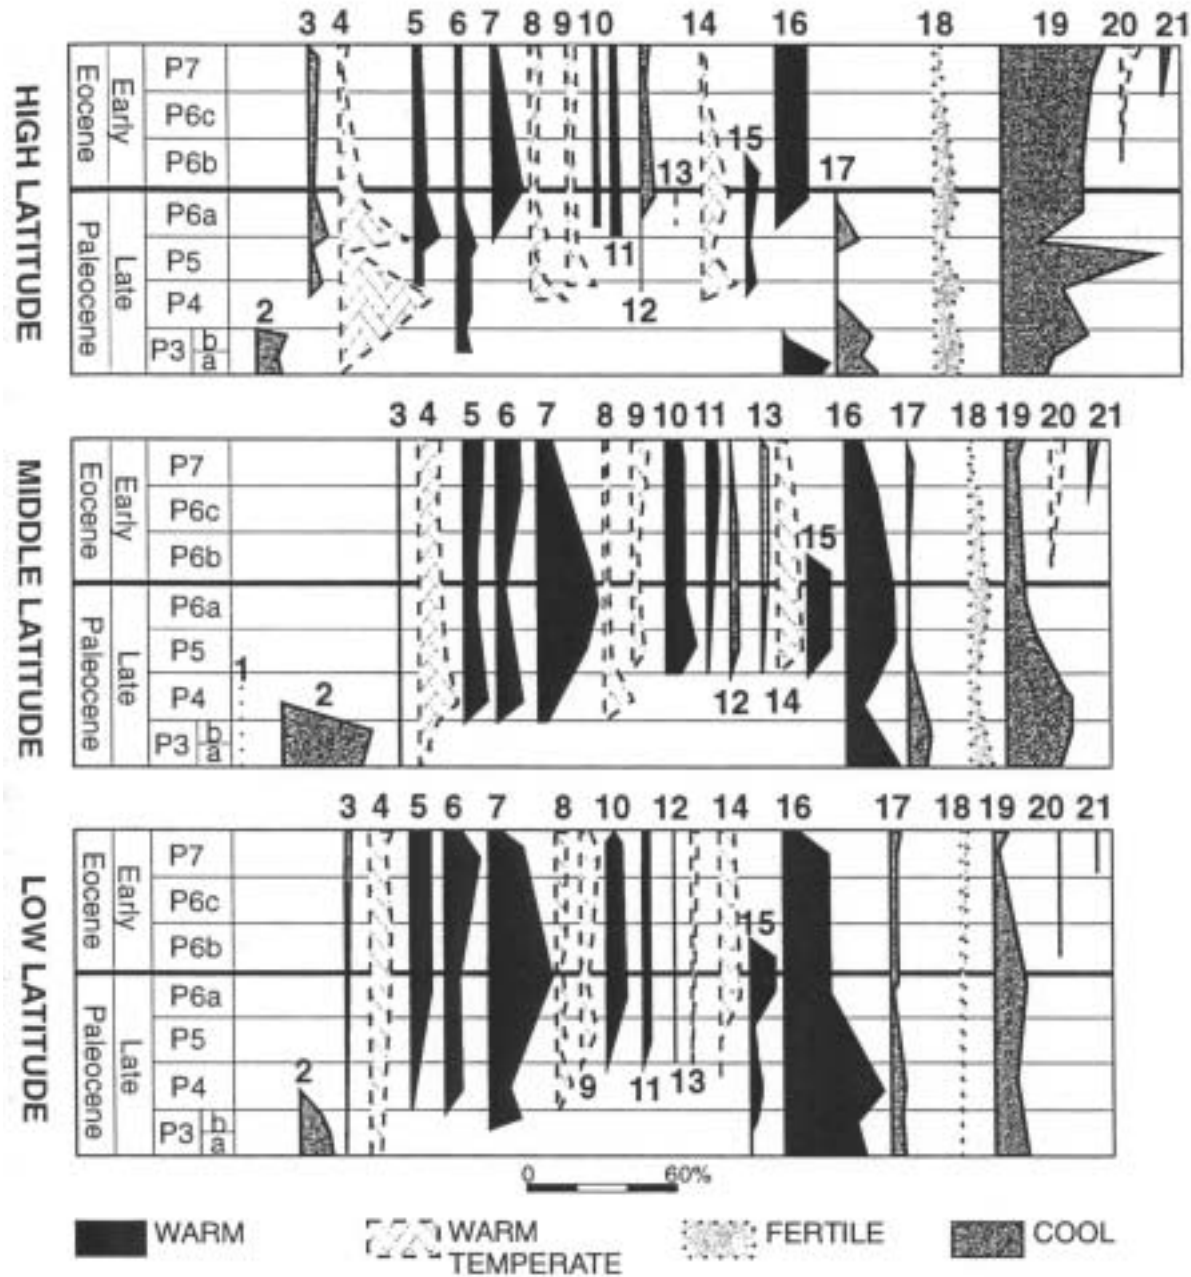 3 4 5 6 7 8 9 10 14 16 18 19 20 21
HIGH LATITUDE
Eocene
Early
Paleocene
Late
P7
P6c
P6b
15
13
17
P6a
11
P5
P4
12
2
P3 b
a
3 4 5 6 7 8 9 10 11 13 16 17 18 19 20 21
MIDDLE LATITUDE
Eocene
Early
Paleocene
Late
P7
P6c
P6b
15
P6a
P5
1
12 14
P4
2
P3 b
a
3 4 5 6 7 8 10 11 12 14 16 17 18 19 20 21
LOW LATITUDE
Eocene
Early
Paleocene
Late
P7
P6c
P6b
15
P6a
P5
9 11 13
P4
2
P3 b
a
0 60%
WARM
WARM
TEMPERATE
FERTILE
COOL